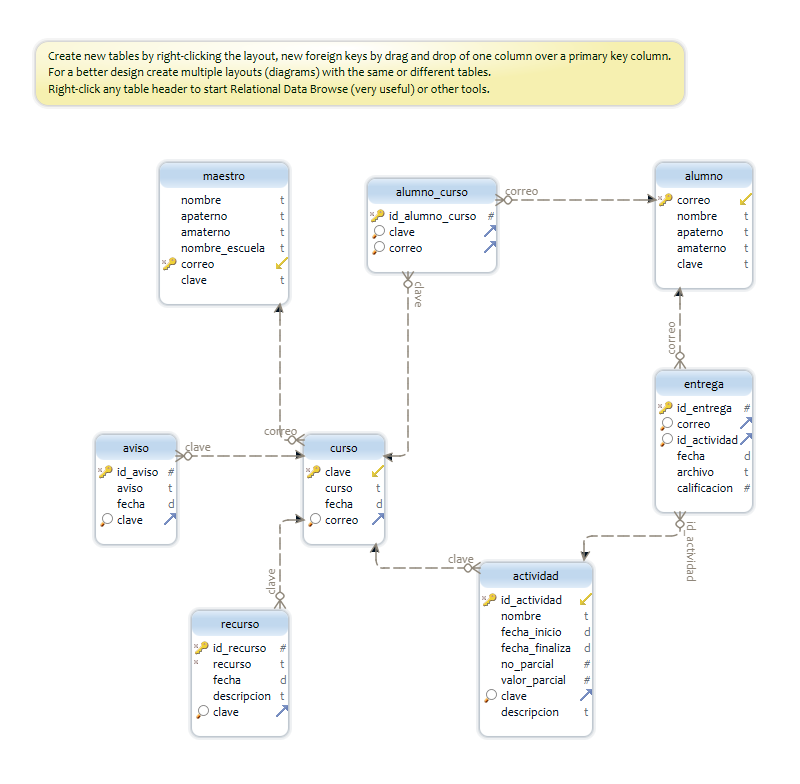 Create new tables by right-clicking the layout, new foreign keys by drag and drop of one column over a primary key column.
For a better design create multiple layouts (diagrams) with the same or different tables.
Right-click any table header to start Relational Data Browse (very useful) or other tools.
maestro
nombre t
apaterno t
amaterno t
nombre_escuela t
correo
clave t
alumno_curso
id_alumno_curso #
clave
correo
correo
clave
alumno
correo
nombre t
apaterno t
amaterno t
clave t
correo
entrega
id_entrega #
correo
id_actividad
fecha d
archivo t
calificacion #
id_actividad
aviso
id_aviso #
aviso t
fecha d
clave
clave
correo
curso
clave
curso t
fecha d
correo
clave
clave
actividad
id_actividad
nombre t
fecha_inicio d
fecha_finaliza d
no_parcial #
valor_parcial #
clave
descripcion t
recurso
id_recurso #
recurso t
fecha d
descripcion t
clave